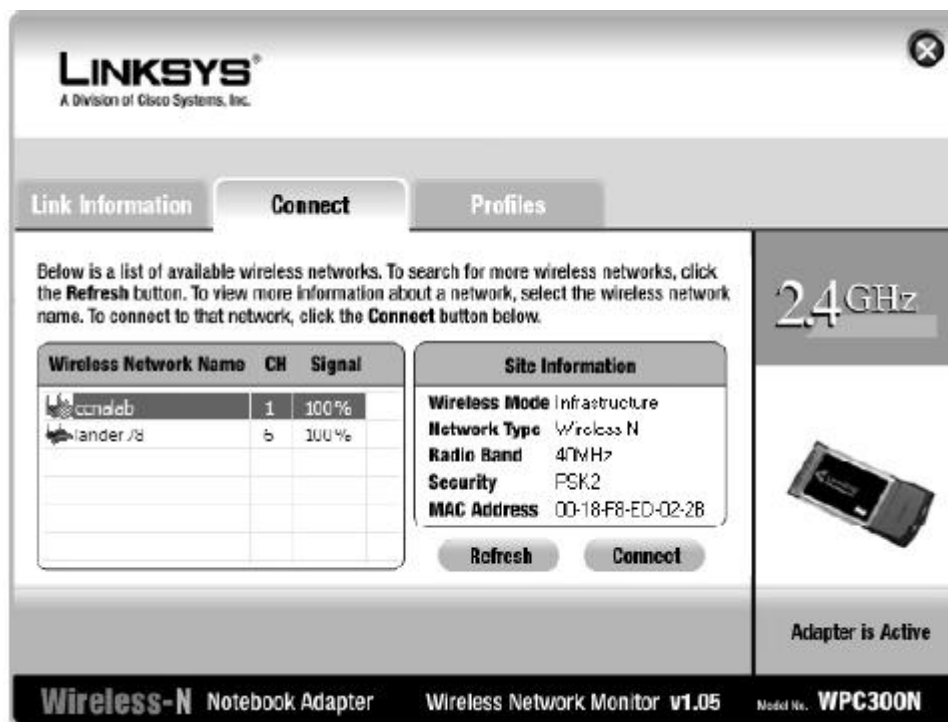 LINKSYS®
A Division of Cisco Systems, Inc.
Link Information Connect Profiles
Below is a list of available wireless networks. To search for more wireless networks, click
the Refresh button. To view more information about a network, select the wireless network
name. To connect to that network, click the Connect button below.
2.4GHz
Wireless Network Name CH Signal
ccnalab 1 100%
lander78 6 100%
Site Information
Wireless Mode Infrastructure
Network Type Wireless N
Radio Band 40MHz
Security PSK2
MAC Address 00-18-F8-ED-02-2B
Refresh Connect
Adapter is Active
Wireless-N Notebook Adapter Wireless Network Monitor v1.05 Model No. WPC300N